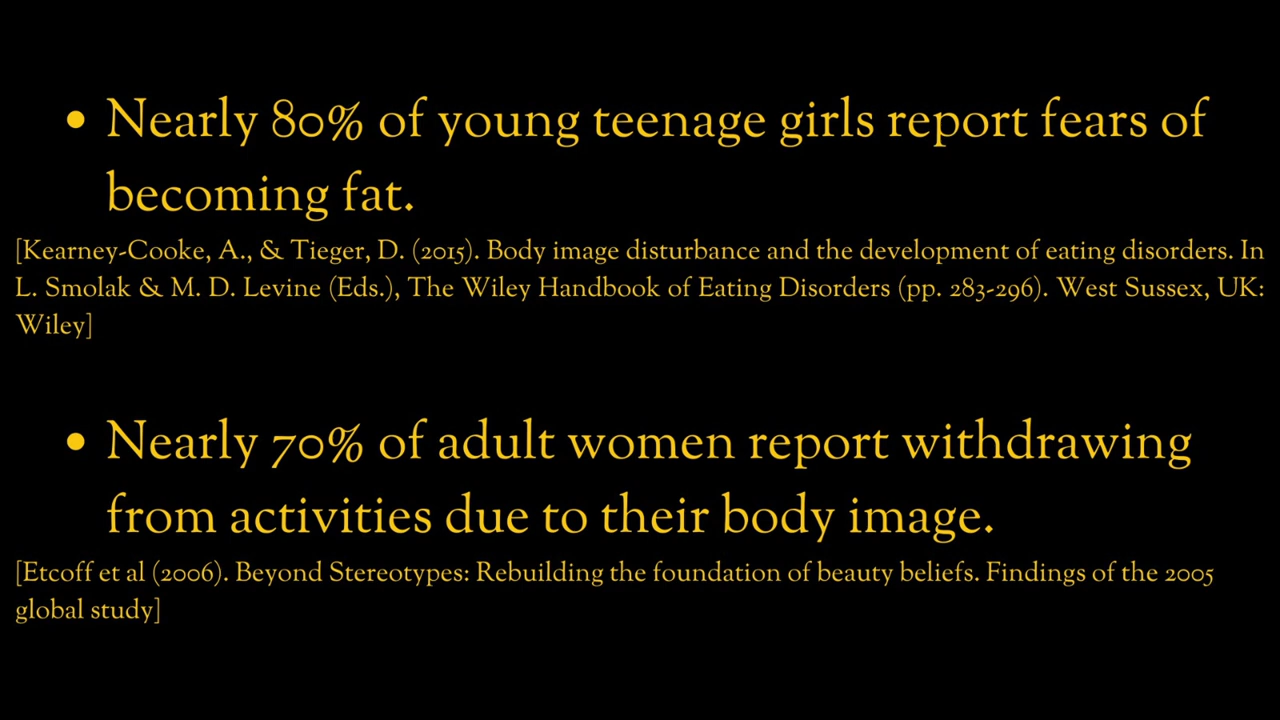 • Nearly 80% of young teenage girls report fears of
becoming fat.
[Kearney-Cooke, A., & Tieger, D. (2015). Body image disturbance and the development of eating disorders. In
L. Smolak & M. D. Levine (Eds.), The Wiley Handbook of Eating Disorders (pp. 283-296). West Sussex, UK:
Wiley]
• Nearly 70% of adult women report withdrawing
from activities due to their body image.
[Etcoff et al (2006). Beyond Stereotypes: Rebuilding the foundation of beauty beliefs. Findings of the 2005
global study]